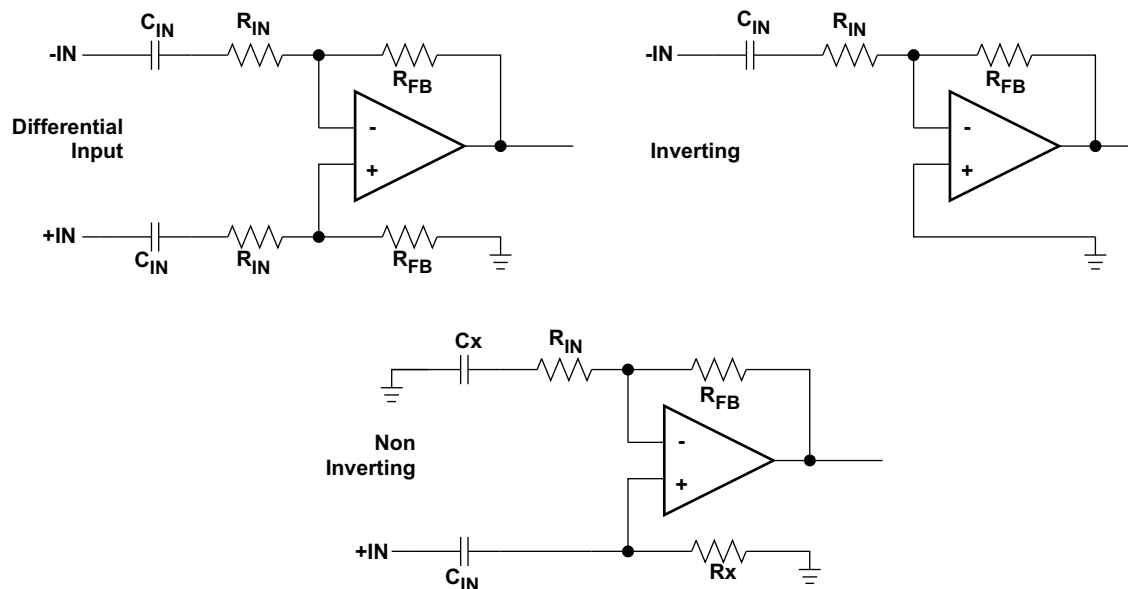 C_IN R_IN
-IN
R_FB
Differential
Input
-
+
+IN
C_IN R_IN R_FB
C_IN R_IN
-IN
R_FB
Inverting
-
+
Cx R_IN
R_FB
Non
Inverting
-
+
+IN
C_IN Rx